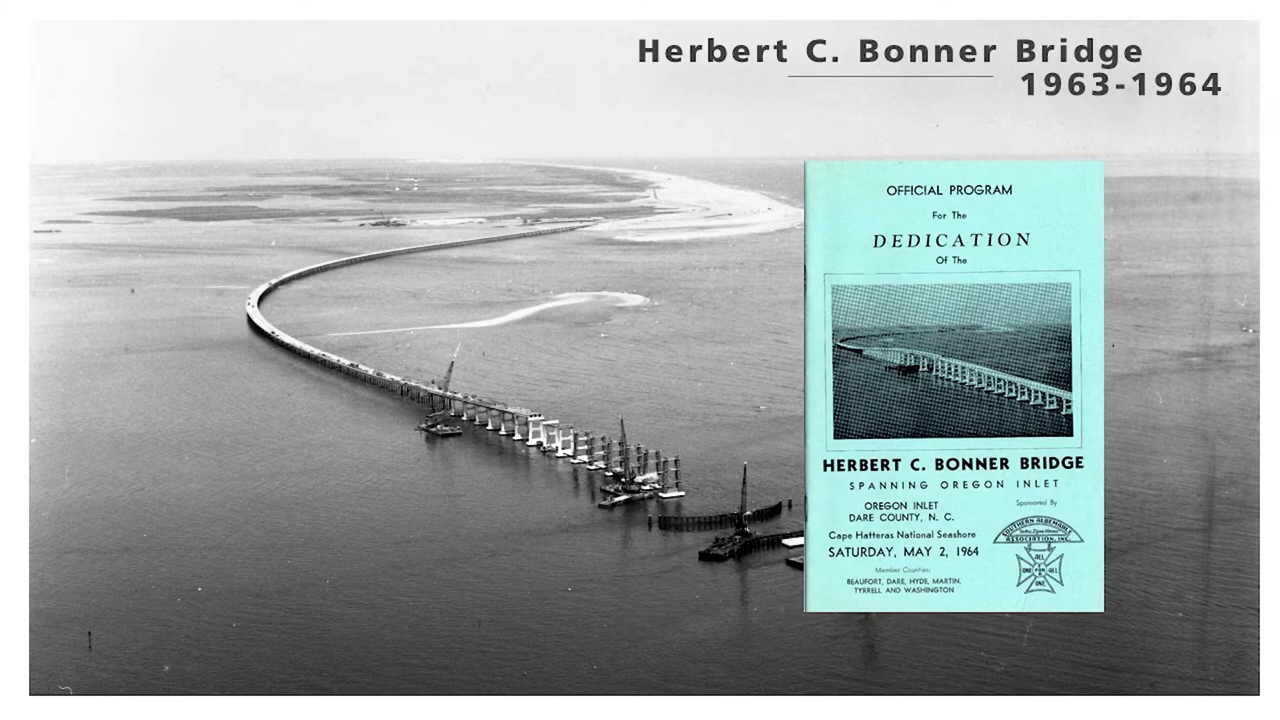 Herbert C. Bonner Bridge
1963-1964
OFFICIAL PROGRAM
For The
DEDICATION
Of The
HERBERT C. BONNER BRIDGE
SPANNING OREGON INLET
OREGON INLET
DARE COUNTY, N. C.
Cape Hatteras National Seashore
SATURDAY, MAY 2, 1964
Member Counties:
BEAUFORT, DARE, HYDE, MARTIN,
TYRRELL AND WASHINGTON
Sponsored By
SOUTHERN ALBEMARLE
ASSOCIATION, INC.
ALL
ONE FOR ALL
ONE